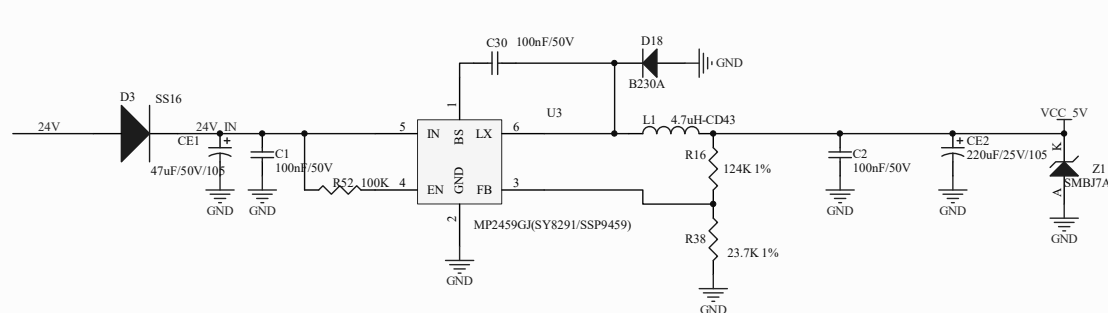 C30 100nF/50V
D18
GND
B230A
D3
SS16
24V
24V_IN
CE1
+
47uF/50V/105
C1
100nF/50V
GND
GND
R52 100K
1
5
IN
BS
LX
6
U3
4
EN
GND
FB
3
2
MP2459GJ(SY8291/SSP9459)
GND
L1 4.7uH-CD43
R16
124K 1%
R38
23.7K 1%
GND
C2
100nF/50V
GND
+
CE2
220uF/25V/105
GND
VCC_5V
K
Z1
SMBJ7A
A
GND